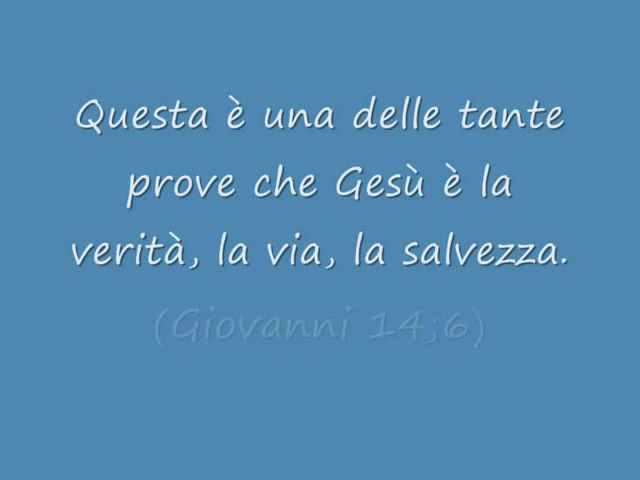 Questa è una delle tante
prove che Gesù è la
verità, la via, la salvezza.
(Giovanni 14;6)